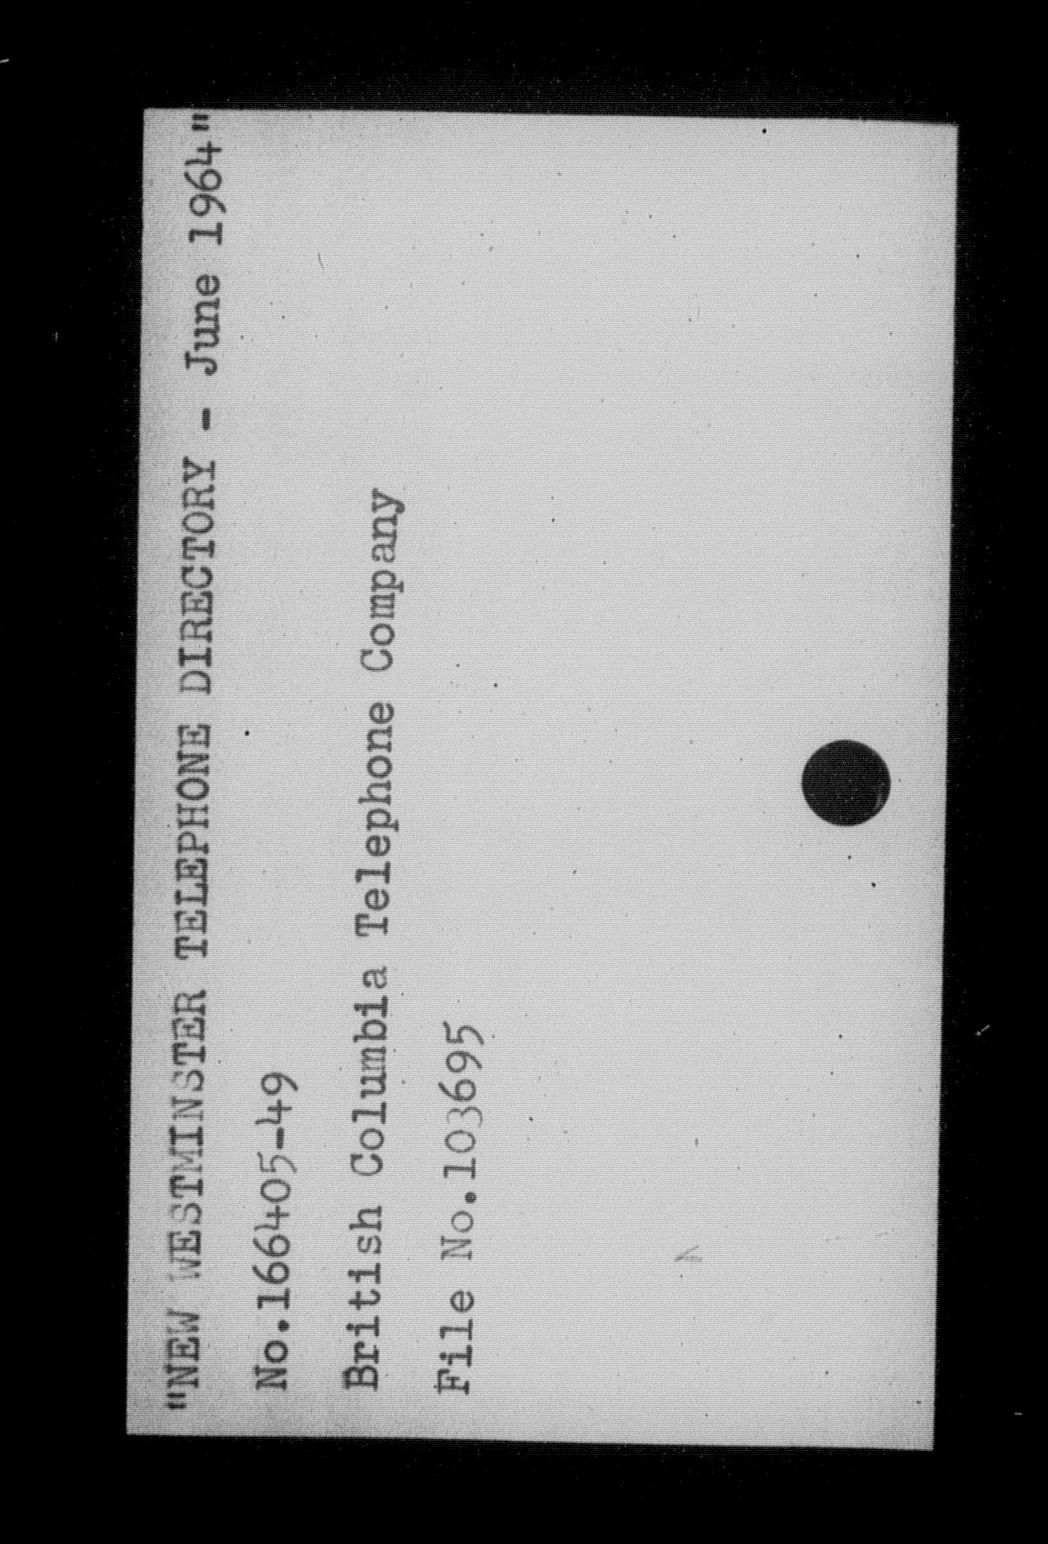 "NEW WESTMINSTER TELEPHONE DIRECTORY - June 1964"
No.166405-49
British Columbia Telephone Company
File No.103695